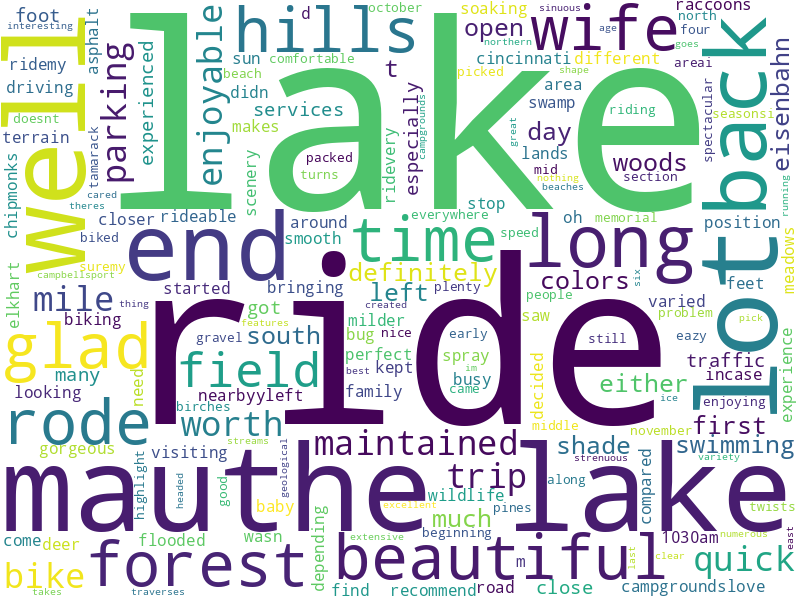 foot
interesting
ridemy
driving
doesnt
terrain
asphalt
well
lake
hills
wife
open
raccoons
october
sinuous
age
north
four
goes
areai
soaking
d
sun
comfortable
beach
cincinnati
different
northern
picked
shape
parking
experienced
enjoyable
t
didn
services
makes
scenery
packed
turns
ridevery
especially
campgrounds
swamp
area
riding
day
great
lands
mid
nothing
beaches
woods
section
spectacular
seasonsi
back
eisenbahn
chipmonks
tamarack
cared
theres
closer
rideable
around
everywhere
stop
oh
memorial
position
running
meadows
biked
end
smooth
time
speed
long
suremy
campbellsport
started
bringing
definitely
left
plenty
colors
people
six
varied
feet
problem
lot
elkhart
mile
thing
biking
got
milder
created
features
bug
nice
saw
still
eazy
pick
glad
gravel
south
perfect
spray
early
traffic
experience
many
field
best
kept
im
busy
came
decided
either
incase
looking
need
nearbyyleft
family
ice
enjoying
ride
rode
birches
worth
middle
november
first
gorgeous
streams
maintained
shade
swimming
visiting
highlight
geological
strenuous
compared
variety
mauthe
lake
trip
along
wildlife
headed
good
baby
much
pines
twists
come
deer
flooded
wasn
depending
beginning
1030am
numerous
east
bike
forest
extensive
beautiful
excellent
m
last
clear
quick
takes
traverses
find
recommend
road
close
campgroundslove